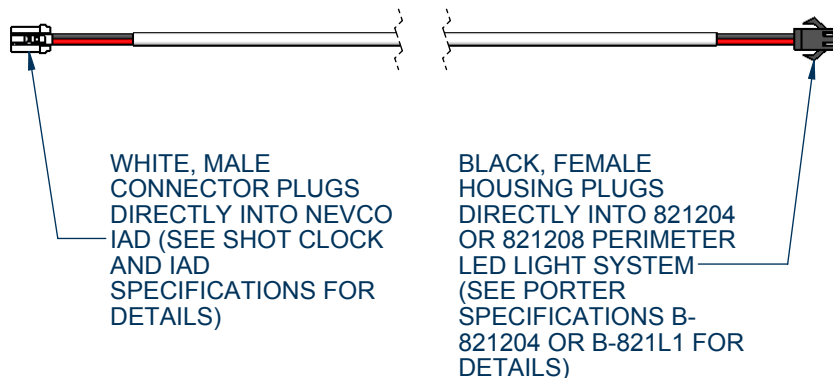 WHITE, MALE
CONNECTOR PLUGS
DIRECTLY INTO NEVCO
IAD (SEE SHOT CLOCK
AND IAD
SPECIFICATIONS FOR
DETAILS)
BLACK, FEMALE
HOUSING PLUGS
DIRECTLY INTO 821204
OR 821208 PERIMETER
LED LIGHT SYSTEM
(SEE PORTER
SPECIFICATIONS B-
821204 OR B-821L1 FOR
DETAILS)